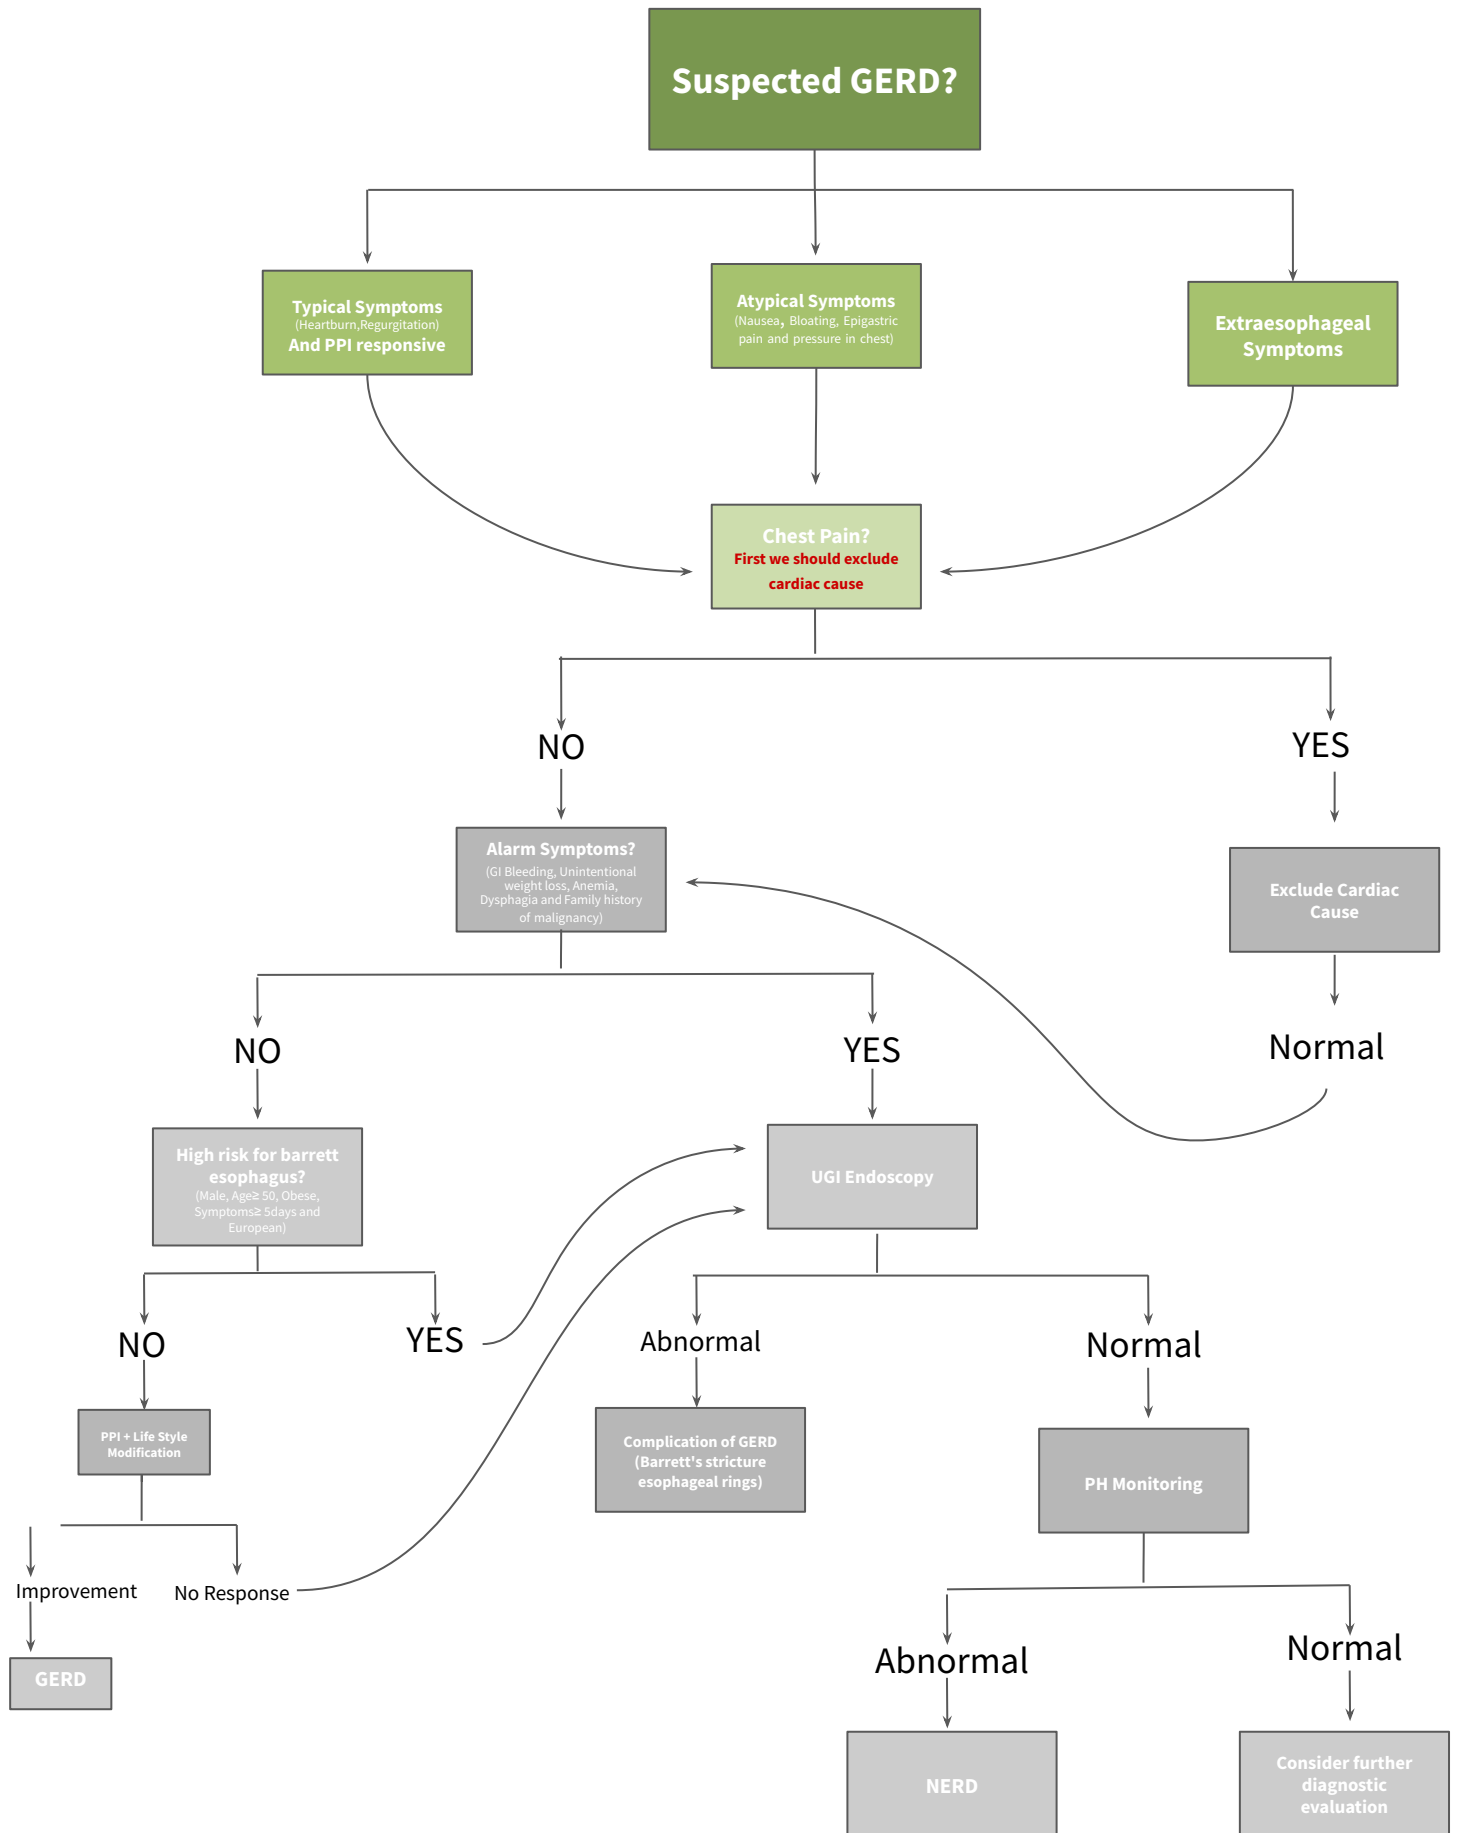 Suspected GERD?
Typical Symptoms
(Heartburn,Regurgitation)
And PPI responsive
Atypical Symptoms
(Nausea, Bloating, Epigastric
pain and pressure in chest)
Extraesophageal
Symptoms
Chest Pain?
First we should exclude
cardiac cause
NO
YES
Alarm Symptoms?
(GI Bleeding, Unintentional
weight loss, Anemia,
Dysphagia and Family history
of malignancy)
Exclude Cardiac
Cause
Normal
NO
YES
High risk for barrett
esophagus?
(Male, Age≥ 50, Obese,
Symptoms≥ 5days and
European)
UGI Endoscopy
NO
YES
Abnormal
Normal
PPI + Life Style
Modification
Complication of GERD
(Barrett's stricture
esophageal rings)
PH Monitoring
Improvement
No Response
GERD
Abnormal
Normal
NERD
Consider further
diagnostic
evaluation